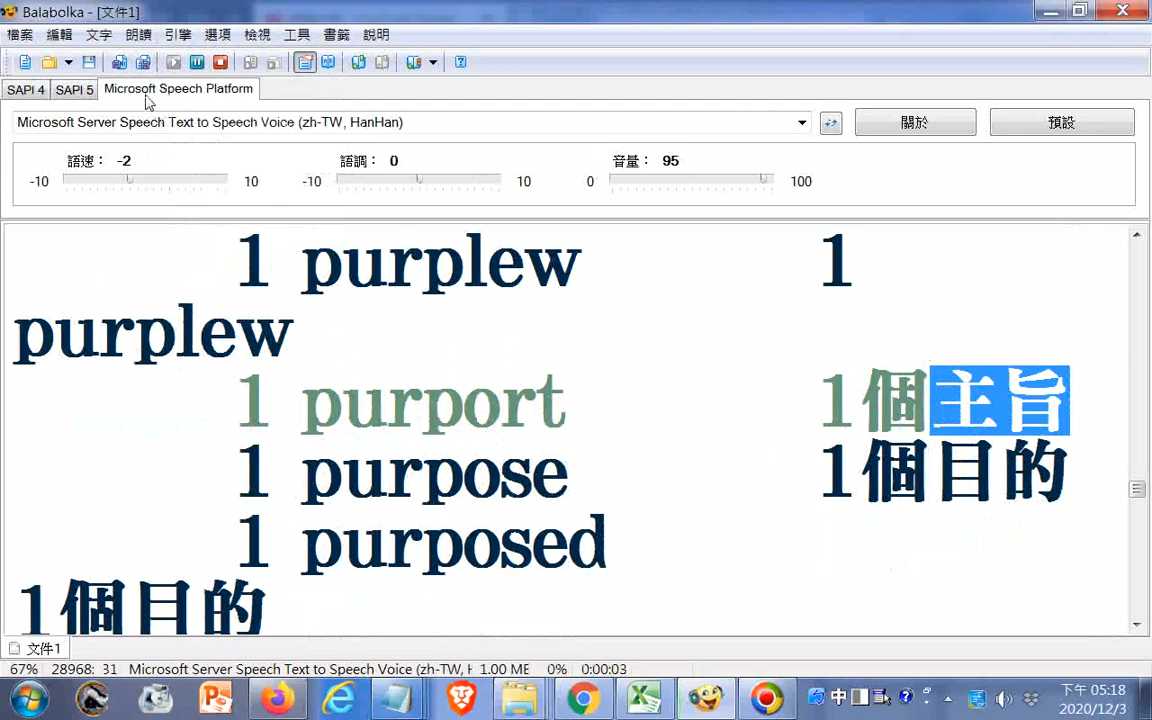 Balabolka - [文件1]
檔案 編輯 文字 朗讀 引擎 選項 檢視 工具 書籤 說明
SAPI 4 SAPI 5 Microsoft Speech Platform
Microsoft Server Speech Text to Speech Voice (zh-TW, HanHan) 關於 預設
語速： -2 語調： 0 音量： 95
-10 10 -10 10 0 100
1 purplew 1
purplew
1 purport 1個主旨
1 purpose 1個目的
1 purposed
1個目的
文件1
67% 28968: 31 Microsoft Server Speech Text to Speech Voice (zh-TW, H 1.00 ME 0% 0:00:03
中 下午 05:18
2020/12/3